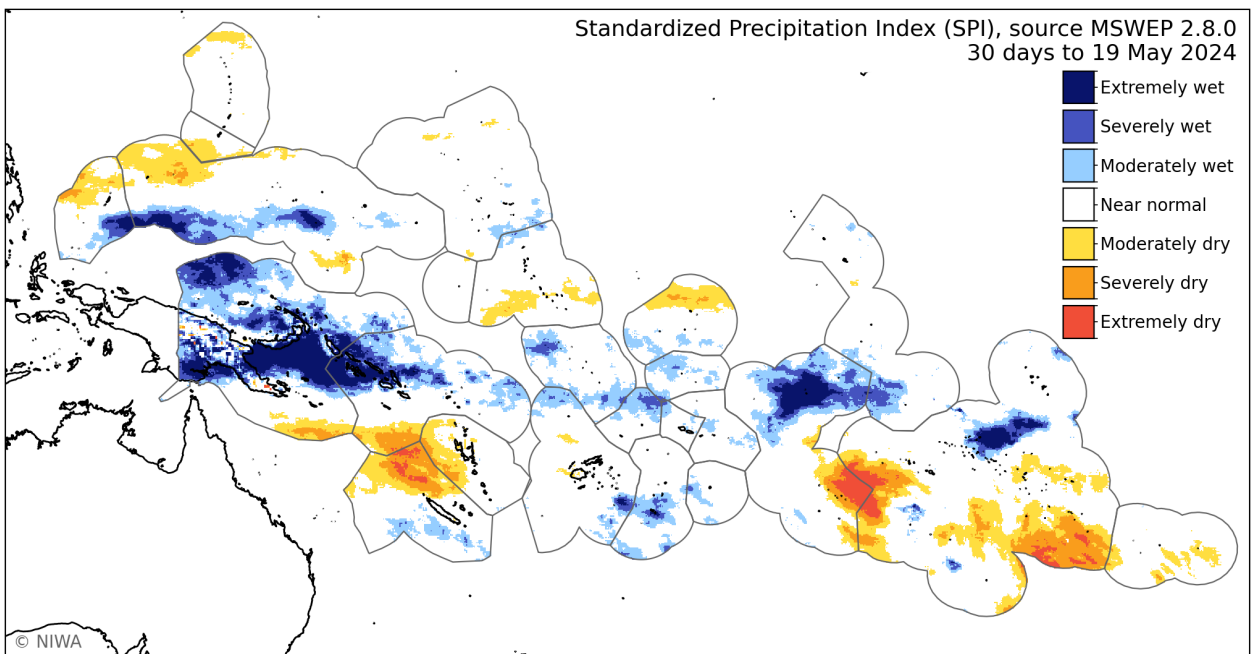 Standardized Precipitation Index (SPI), source MSWEP 2.8.0
30 days to 19 May 2024
Extremely wet
Severely wet
Moderately wet
Near normal
Moderately dry
Severely dry
Extremely dry
© NIWA